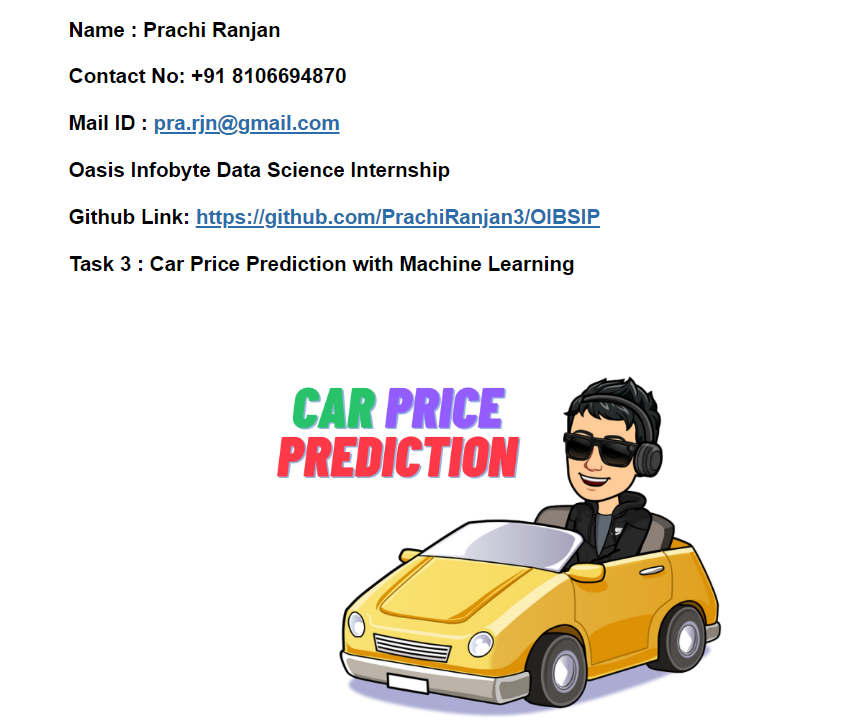 Name : Prachi Ranjan
Contact No: +91 8106694870
Mail ID : pra.rjn@gmail.com
Oasis Infobyte Data Science Internship
Github Link: https://github.com/PrachiRanjan3/OIBSIP
Task 3 : Car Price Prediction with Machine Learning
CAR PRICE
PREDICTION